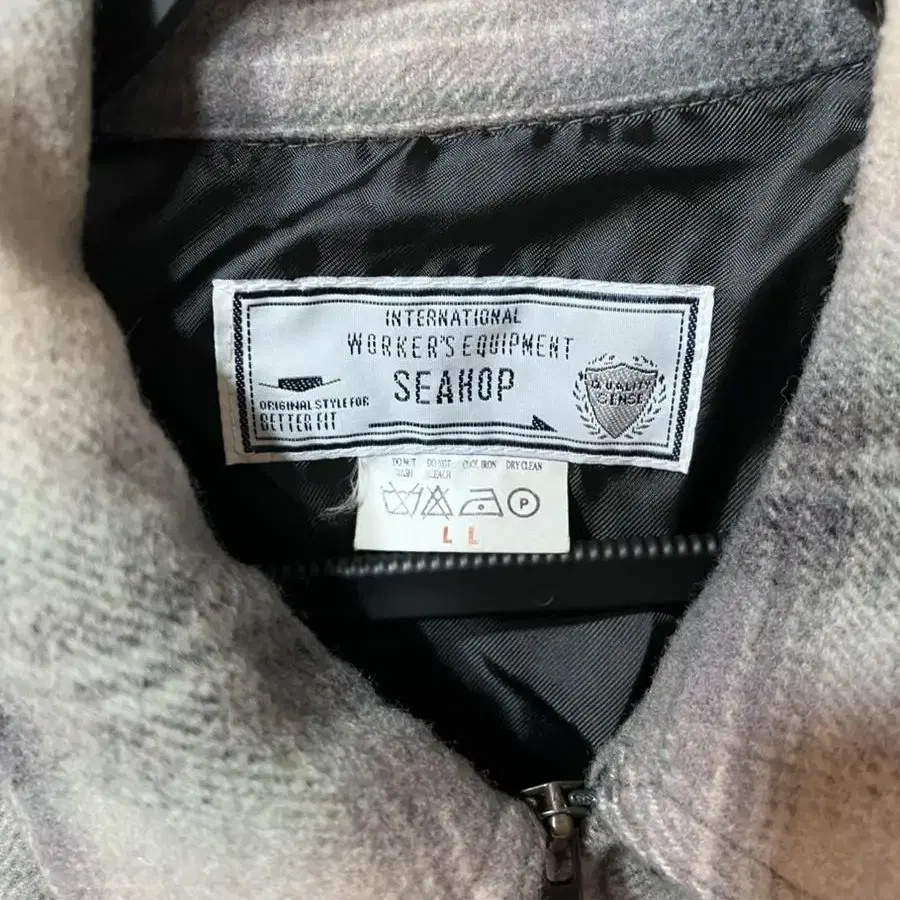 INTERNATIONAL
WORKER'S EQUIPMENT
SEAHOP
ORIGINAL STYLE FOR
BETTER FIT
QUALITY
SENSE
DO NOT WASH
DO NOT BLEACH
COOL IRON
DRY CLEAN
P
L L